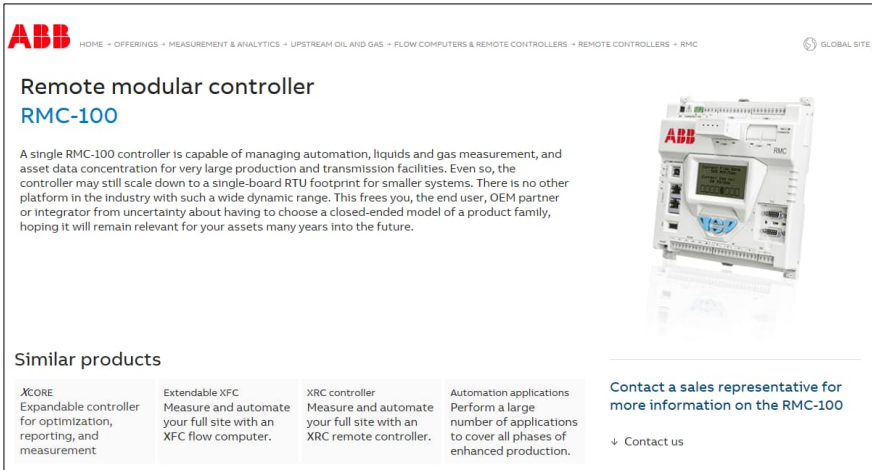 ABB
HOME → OFFERINGS → MEASUREMENT & ANALYTICS → UPSTREAM OIL AND GAS → FLOW COMPUTERS & REMOTE CONTROLLERS → REMOTE CONTROLLERS → RMC
GLOBAL SITE
Remote modular controller
RMC-100
A single RMC-100 controller is capable of managing automation, liquids and gas measurement, and
asset data concentration for very large production and transmission facilities. Even so, the
controller may still scale down to a single-board RTU footprint for smaller systems. There is no other
platform in the industry with such a wide dynamic range. This frees you, the end user, OEM partner
or integrator from uncertainty about having to choose a closed-ended model of a product family,
hoping it will remain relevant for your assets many years into the future.
ABB
RMC
Similar products
XCORE
Expandable controller
for optimization,
reporting, and
measurement
Extendable XFC
Measure and automate
your full site with an
XFC flow computer.
XRC controller
Measure and automate
your full site with an
XRC remote controller.
Automation applications
Perform a large
number of applications
to cover all phases of
enhanced production.
Contact a sales representative for
more information on the RMC-100
↓ Contact us